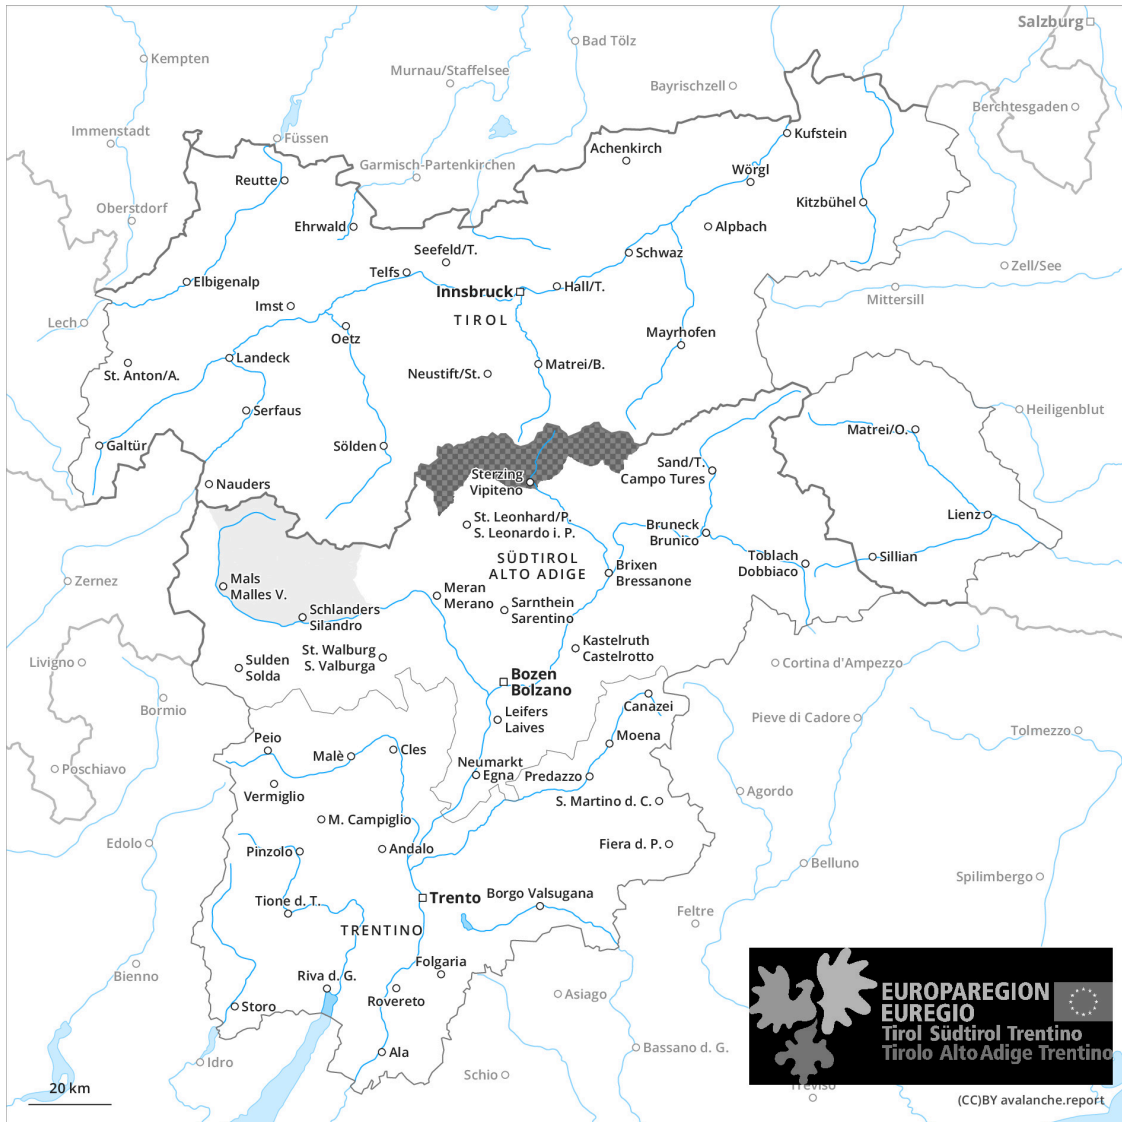 Salzburg
Bad Tölz
Kempten
Murnau/Staffelsee
Bayrischzell
Berchtesgaden
Immenstadt
Füssen
Kufstein
Achenkirch
Garmisch-Partenkirchen
Wörgl
Reutte
Kitzbühel
Oberstdorf
Ehrwald
Alpbach
Seefeld/T.
Schwaz
Zell/See
Telfs
Elbigenalp
Hall/T.
Innsbruck
Mittersill
Imst
TIROL
Lech
Oetz
Mayrhofen
Landeck
Matrei/B.
St. Anton/A.
Neustift/St.
Serfaus
Heiligenblut
Matrei/O.
Galtür
Sölden
Sand/T.
Campo Tures
Sterzing
Vipiteno
Nauders
St. Leonhard/P.
S. Leonardo i. P.
Lienz
Bruneck
Brunico
SÜDTIROL
ALTO ADIGE
Toblach
Dobbiaco
Sillian
Brixen
Bressanone
Zernez
Mals
Malles V.
Meran
Merano
Sarnthein
Sarentino
Schlanders
Silandro
Kastelruth
Castelrotto
St. Walburg
S. Valburga
Livigno
Sulden
Solda
Cortina d'Ampezzo
Bozen
Bolzano
Bormio
Canazei
Leifers
Laives
Pieve di Cadore
Tolmezzo
Peio
Moena
Malè
Cles
Neumarkt
Egna
Predazzo
Poschiavo
Vermiglio
Agordo
S. Martino d. C.
M. Campiglio
Edolo
Pinzolo
Andalo
Fiera d. P.
Belluno
Spilimbergo
Tione d. T.
Trento
Borgo Valsugana
Feltre
TRENTINO
Folgaria
Bienno
Riva d. G.
Rovereto
Asiago
Storo
EUROPAREGION
EUREGIO
Tirol Südtirol Trentino
Tirolo Alto Adige Trentino
Ala
Bassano d. G.
Idro
Schio
Treviso
20 km
(CC)BY avalanche.report